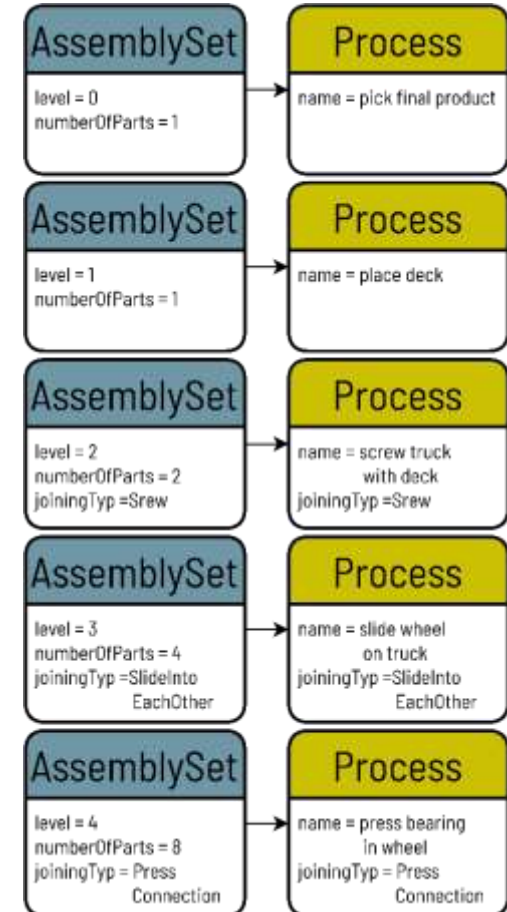 AssemblySet
level = 0
numberOfParts = 1
Process
name = pick final product
AssemblySet
level = 1
numberOfParts = 1
Process
name = place deck
AssemblySet
level = 2
numberOfParts = 2
joiningTyp =Srew
Process
name = screw truck
with deck
joiningTyp =Srew
AssemblySet
level = 3
numberOfParts = 4
joiningTyp =SlideInto
EachOther
Process
name = slide wheel
on truck
joiningTyp =SlideInto
EachOther
AssemblySet
level = 4
numberOfParts = 8
joiningTyp = Press
Connection
Process
name = press bearing
in wheel
joiningTyp = Press
Connection